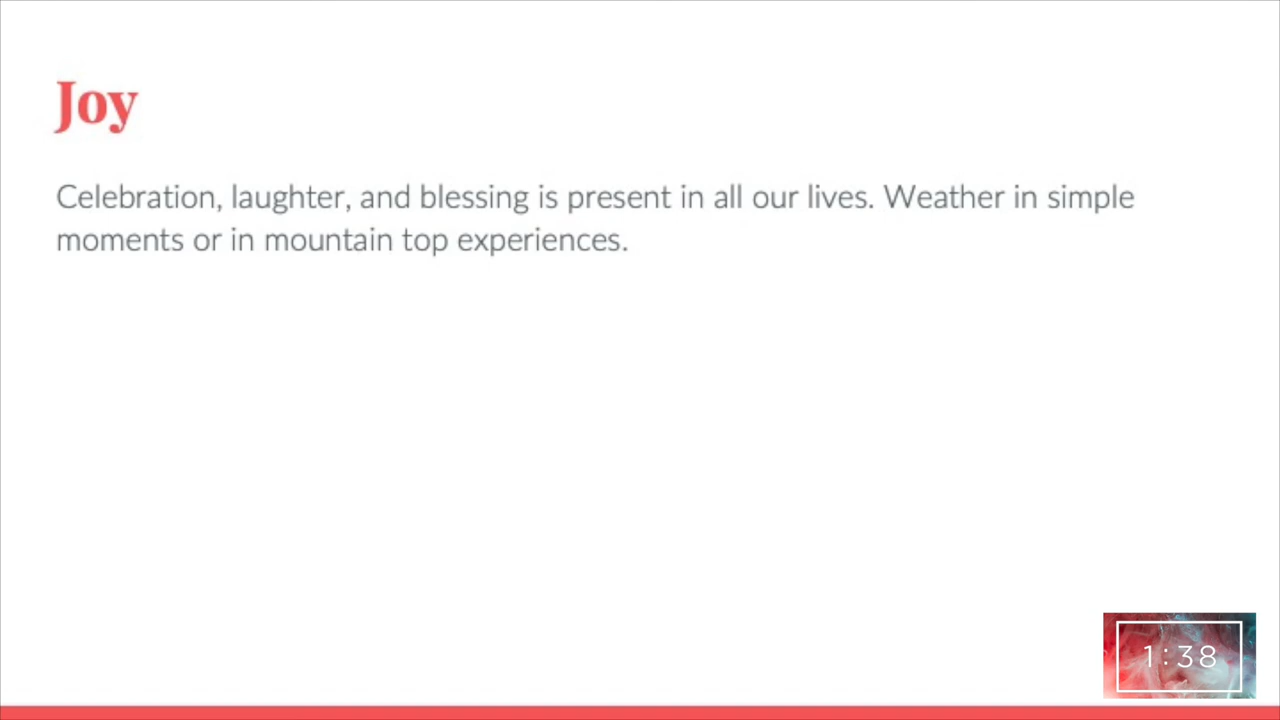 Joy
Celebration, laughter, and blessing is present in all our lives. Weather in simple
moments or in mountain top experiences.
1:38